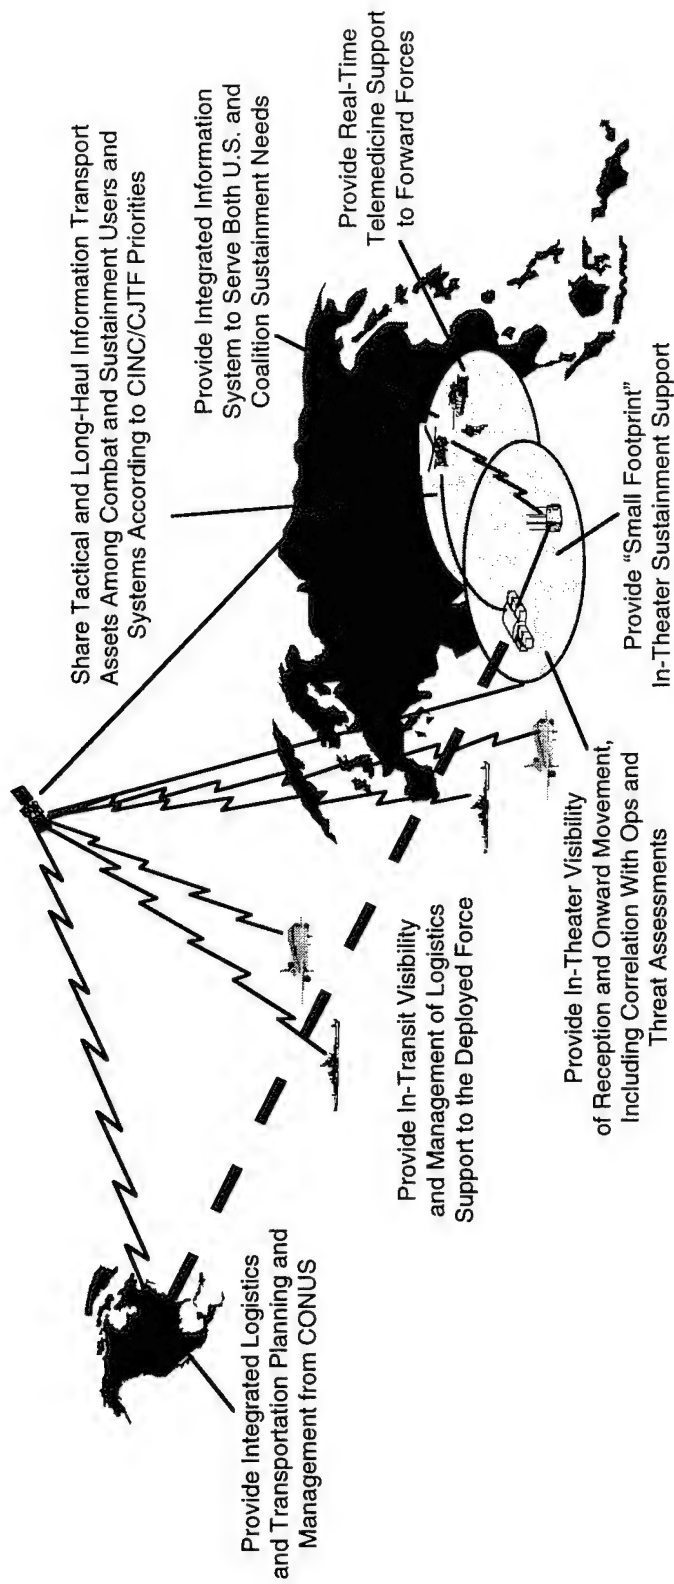 Share Tactical and Long-Haul Information Transport
Assets Among Combat and Sustainment Users and
Systems According to CINC/CJTF Priorities
Provide Integrated Information
System to Serve Both U.S. and
Coalition Sustainment Needs
Provide Real-Time
Telemedicine Support
to Forward Forces
Provide Integrated Logistics
and Transportation Planning and
Management from CONUS
Provide In-Transit Visibility
and Management of Logistics
Support to the Deployed Force
Provide In-Theater Visibility
of Reception and Onward Movement,
Including Correlation With Ops and
Threat Assessments
Provide “Small Footprint”
In-Theater Sustainment Support